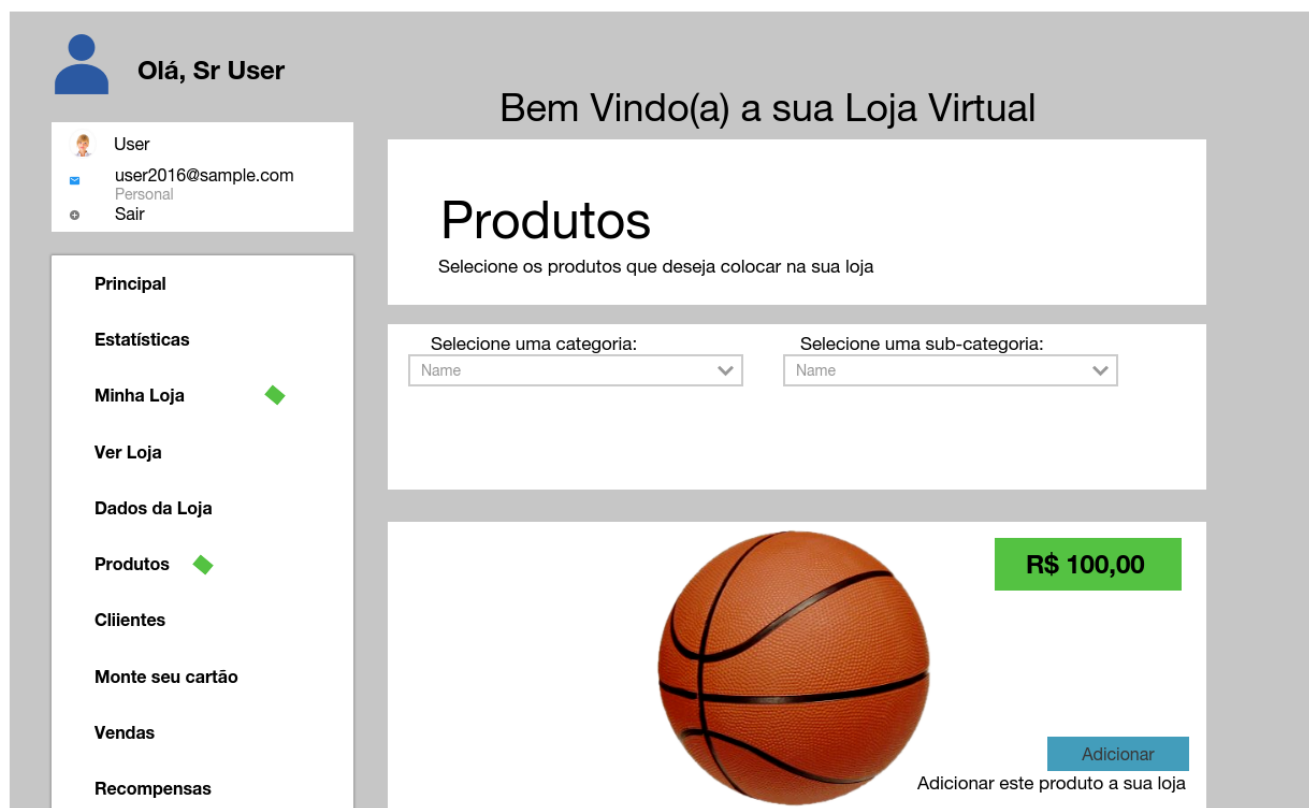 Olá, Sr User
User
user2016@sample.com
Personal
Sair
Principal
Estatísticas
Minha Loja
Ver Loja
Dados da Loja
Produtos
Cliientes
Monte seu cartão
Vendas
Recompensas
Bem Vindo(a) a sua Loja Virtual
Produtos
Selecione os produtos que deseja colocar na sua loja
Selecione uma categoria:
Name
Selecione uma sub-categoria:
Name
R$ 100,00
Adicionar
Adicionar este produto a sua loja